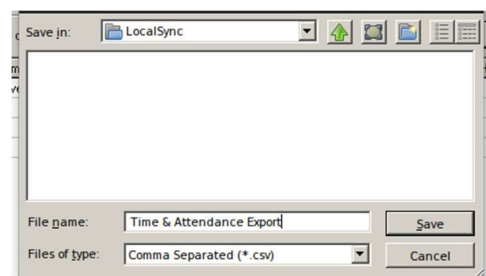 Save in: LocalSync
File name: Time & Attendance Export
Save
Files of type: Comma Separated (*.csv)
Cancel